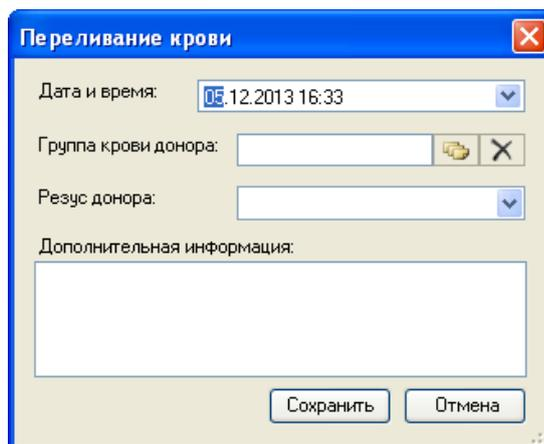 Переливание крови
Дата и время: 05.12.2013 16:33
Группа крови донора:
Резус донора:
Дополнительная информация:
Сохранить Отмена